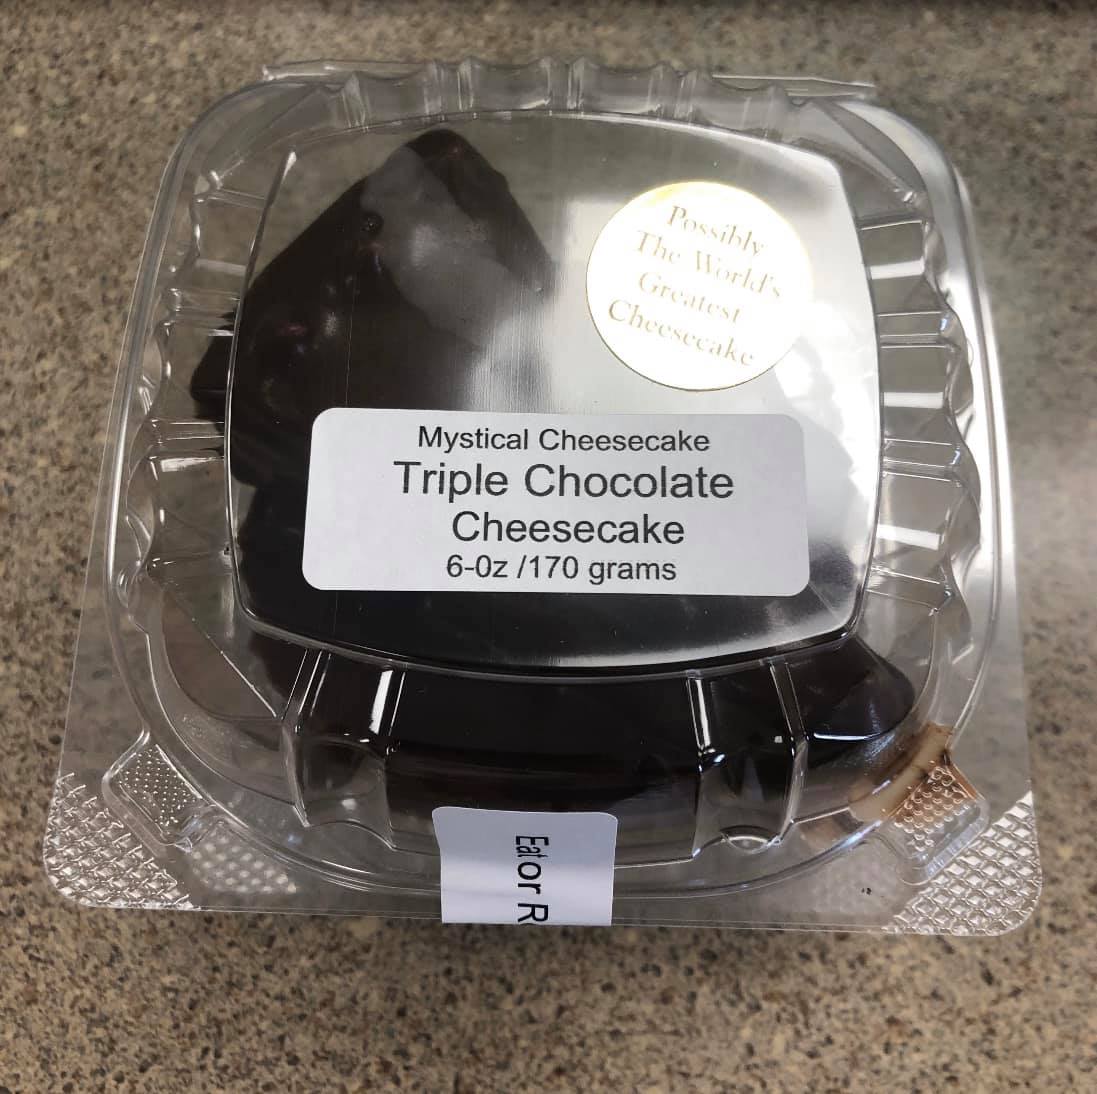 Possibly
The World's
Greatest
Cheesecake
Mystical Cheesecake
Triple Chocolate
Cheesecake
6-0z /170 grams
Eat or R